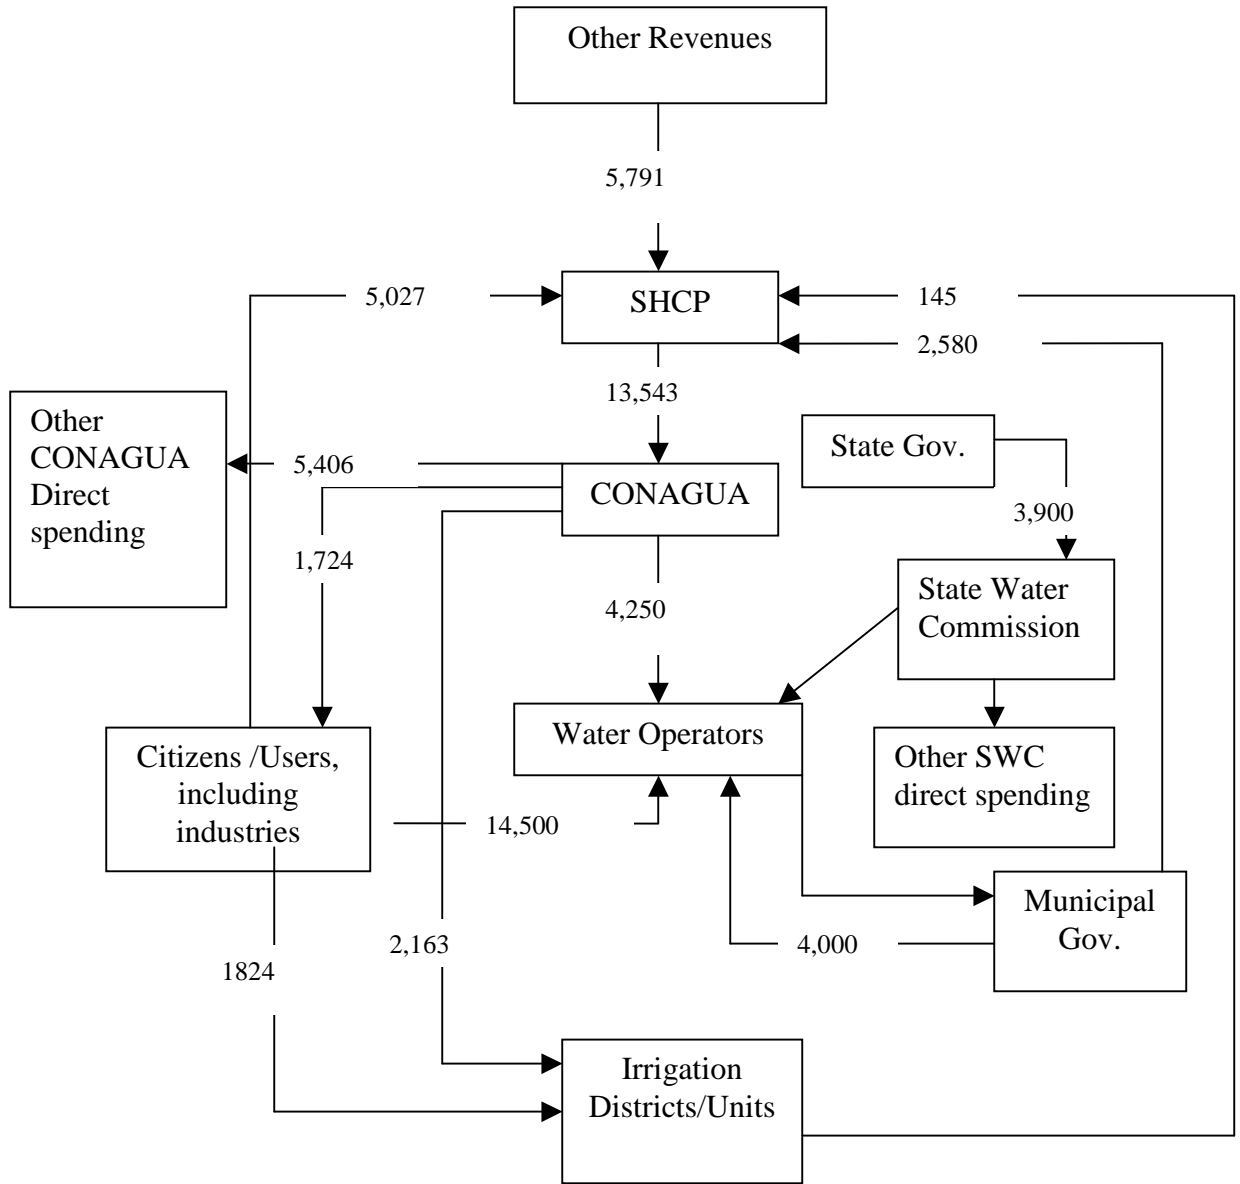 Other Revenues
5,791
5,027
SHCP
145
2,580
13,543
Other
CONAGUA
Direct
spending
5,406
State Gov.
CONAGUA
3,900
1,724
4,250
State Water
Commission
Water Operators
Citizens /Users,
including
industries
Other SWC
direct spending
14,500
Municipal
Gov.
4,000
2,163
1824
Irrigation
Districts/Units